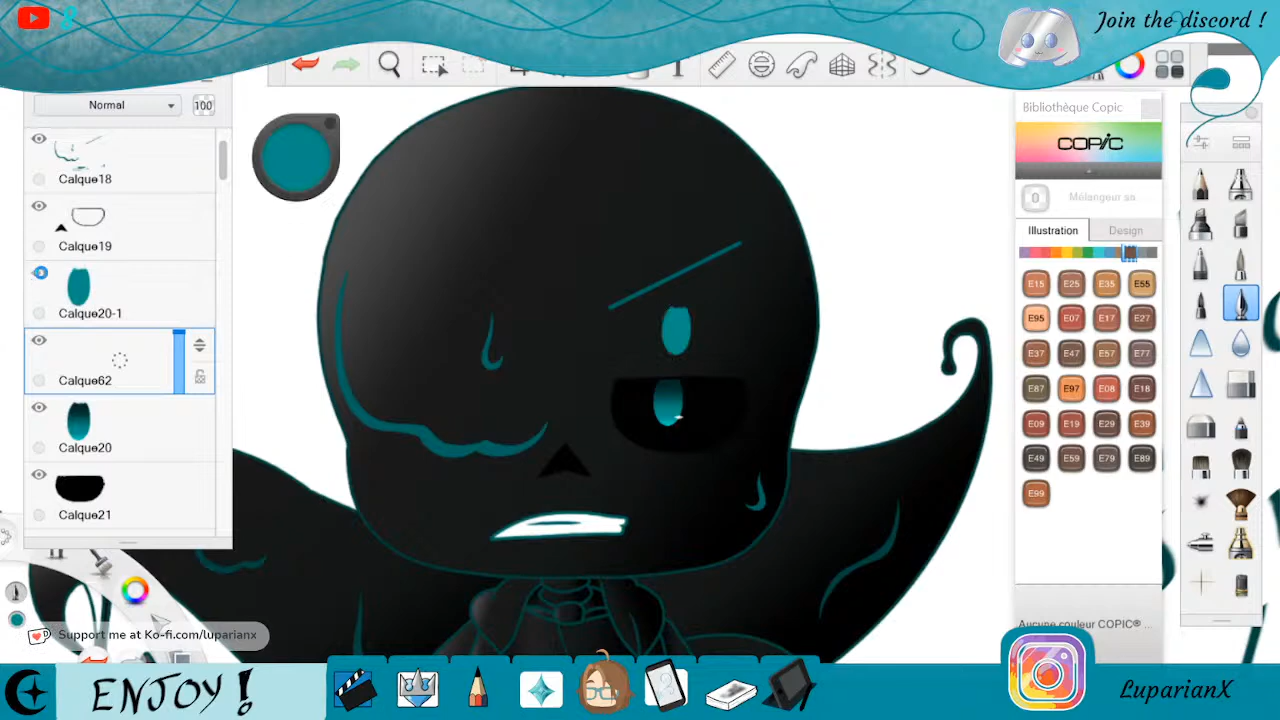 8
Join the discord !
Normal
100
Calque18
Calque19
Calque20-1
Calque62
Calque20
Calque21
Bibliothèque Copic
COPIC
0
Mélangeur sa...
Illustration
Design
E15 E25 E35 E55
E95 E07 E17 E27
E37 E47 E57 E77
E87 E97 E08 E18
E09 E19 E29 E39
E49 E59 E79 E89
E99
Aucune couleur COPIC® ...
Support me at Ko-fi.com/luparianx
ENJOY !
LuparianX